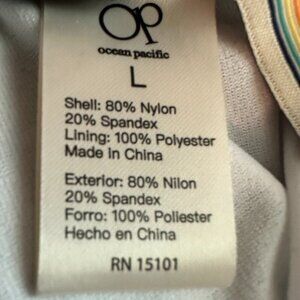 Op
ocean pacific
L
Shell: 80% Nylon
20% Spandex
Lining: 100% Polyester
Made in China
Exterior: 80% Nilon
20% Spandex
Forro: 100% Poliester
Hecho en China
RN 15101